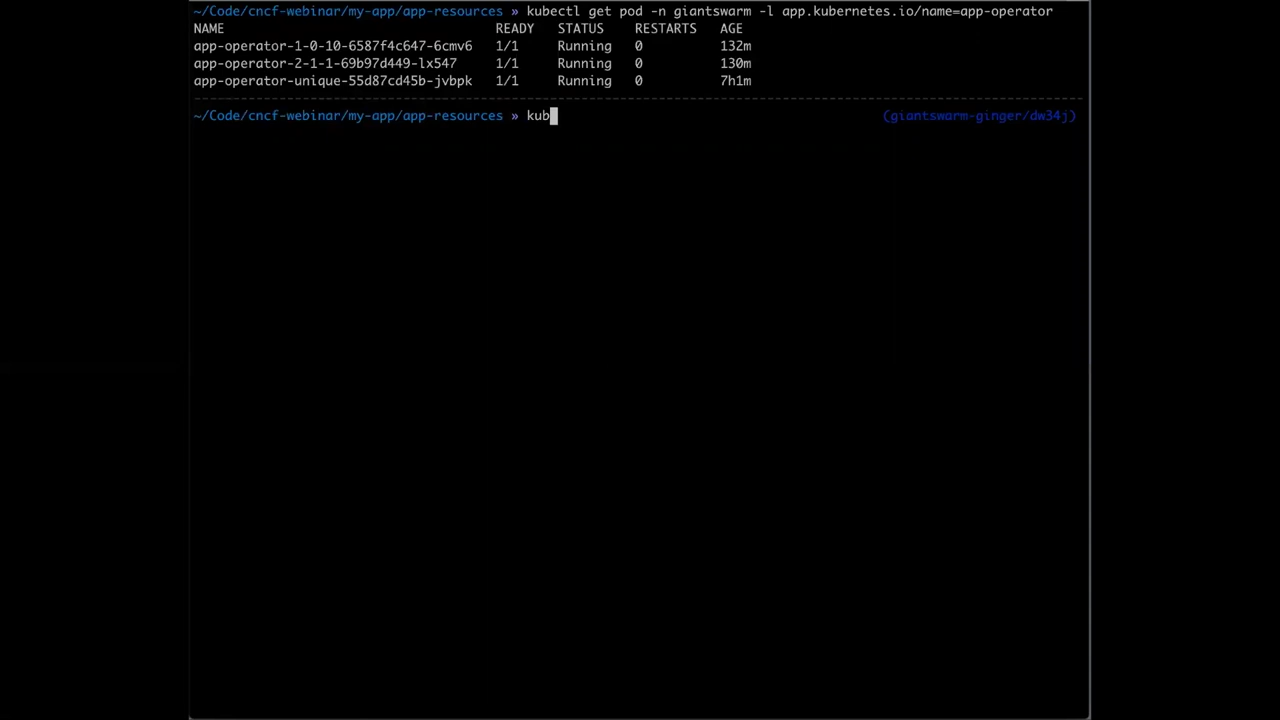 ~/Code/cncf-webinar/my-app/app-resources » kubectl get pod -n giantswarm -l app.kubernetes.io/name=app-operator
NAME READY STATUS RESTARTS AGE
app-operator-1-0-10-6587f4c647-6cmv6 1/1 Running 0 132m
app-operator-2-1-1-69b97d449-lx547 1/1 Running 0 130m
app-operator-unique-55d87cd45b-jvbpk 1/1 Running 0 7h1m
~/Code/cncf-webinar/my-app/app-resources » kub (giantswarm-ginger/dw34j)